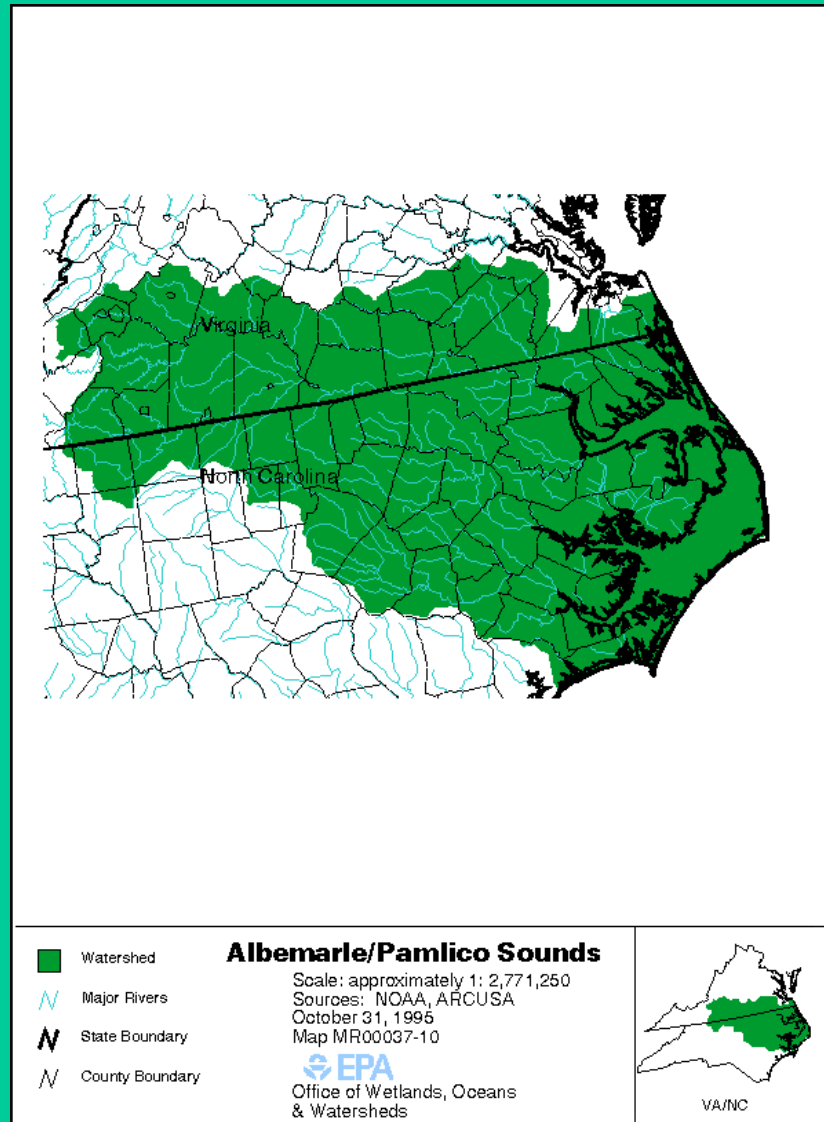 Virginia
North Carolina
Watershed
Major Rivers
State Boundary
County Boundary
Albemarle/Pamlico Sounds
Scale: approximately 1: 2,771,250
Sources: NOAA, ARCUSA
October 31, 1995
Map MR00037-10
EPA
Office of Wetlands, Oceans
& Watersheds
VA/NC